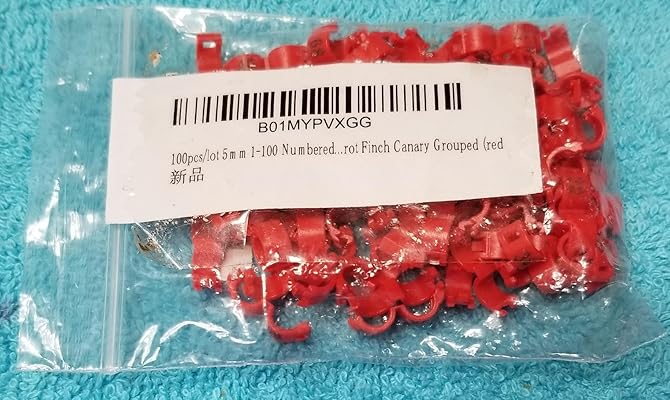 B01MYPVXGG
100pcs/lot 5mm 1-100 Numbered...rot Finch Canary Grouped (red
新品